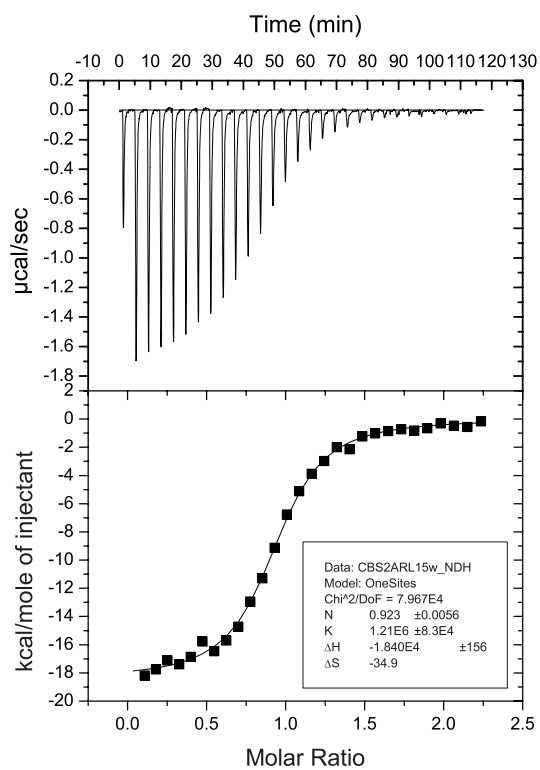 Time (min)
-10 0 10 20 30 40 50 60 70 80 90 100 110 120 130
0.2
0.0
-0.2
-0.4
-0.6
-0.8
-1.0
-1.2
-1.4
-1.6
-1.8
µcal/sec
2
0
-2
-4
-6
-8
-10
-12
-14
-16
-18
-20
kcal/mole of injectant
Data: CBS2ARL15w_NDH
Model: OneSites
Chi^2/DoF = 7.967E4
N 0.923 ±0.0056
K 1.21E6 ±8.3E4
ΔH -1.840E4 ±156
ΔS -34.9
0.0 0.5 1.0 1.5 2.0 2.5
Molar Ratio